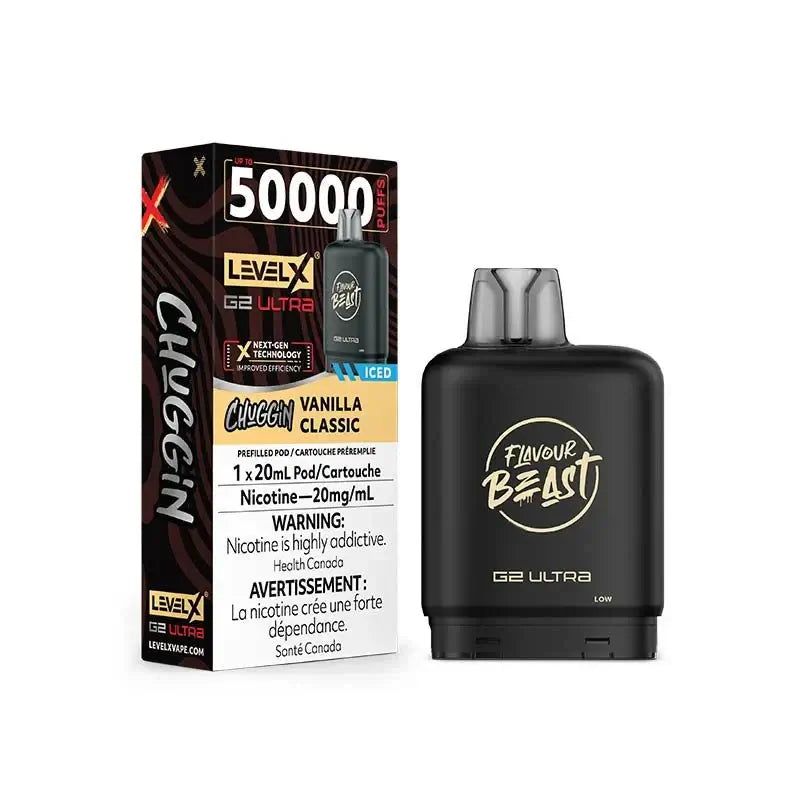 UP TO
50000
PUFFS
LEVEL X®
G2 ULTRA
X NEXT-GEN
TECHNOLOGY
IMPROVED EFFICIENCY
FLAVOUR
BEAST
G2 ULTRA
ICED
CHUGGIN VANILLA
CLASSIC
PREFILLED POD / CARTOUCHE PRÉREMPLIE
1 x 20mL Pod/Cartouche
Nicotine—20mg/mL
WARNING:
Nicotine is highly addictive.
Health Canada
AVERTISSEMENT :
La nicotine crée une forte
dépendance.
Santé Canada
X
X
CHUGGIN
LEVEL X®
G2 ULTRA
LEVELXVAPE.COM
FLAVOUR
BEAST
G2 ULTRA
LOW